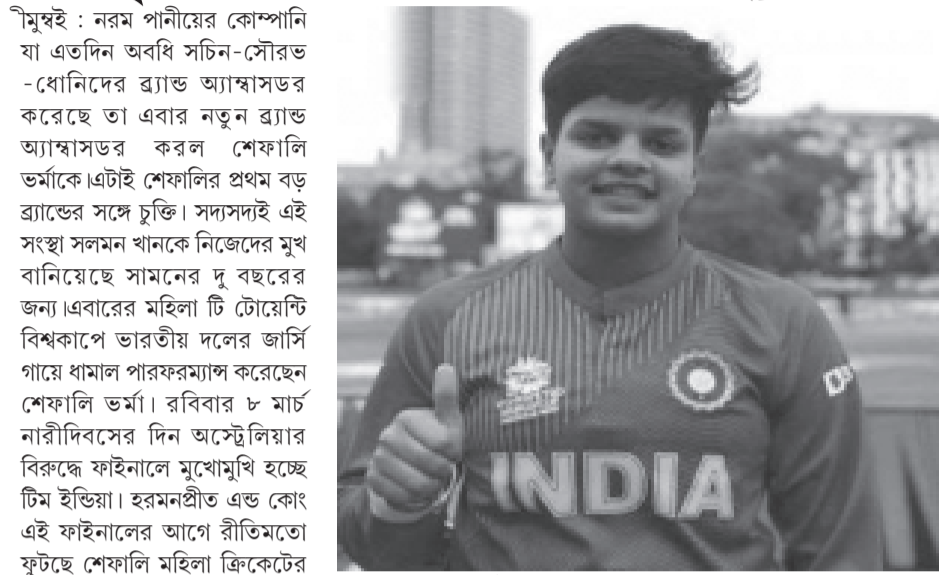 মুম্বই : নরম পানীয়ের কোম্পানি
যা এতদিন অবধি সচিন-সৌরভ
-ধোনিদের ব্র্যান্ড অ্যাম্বাসডর
করেছে তা এবার নতুন ব্র্যান্ড
অ্যাম্বাসডর করল শেফালি
ভর্মাকে।এটাই শেফালির প্রথম বড়
ব্র্যান্ডের সঙ্গে চুক্তি। সদ্যসদ্যই এই
সংস্থা সলমন খানকে নিজেদের মুখ
বানিয়েছে সামনের দু বছরের
জন্য।এবারের মহিলা টি টোয়েন্টি
বিশ্বকাপে ভারতীয় দলের জার্সি
গায়ে ধামাল পারফরম্যান্স করেছেন
শেফালি ভর্মা। রবিবার ৮ মার্চ
নারীদিবসের দিন অস্ট্রেলিয়ার
বিরুদ্ধে ফাইনালে মুখোমুখি হচ্ছে
টিম ইন্ডিয়া। হরমনপ্রীত এন্ড কোং
এই ফাইনালের আগে রীতিমতো
ফুটছে শেফালি মহিলা ক্রিকেটের
INDIA